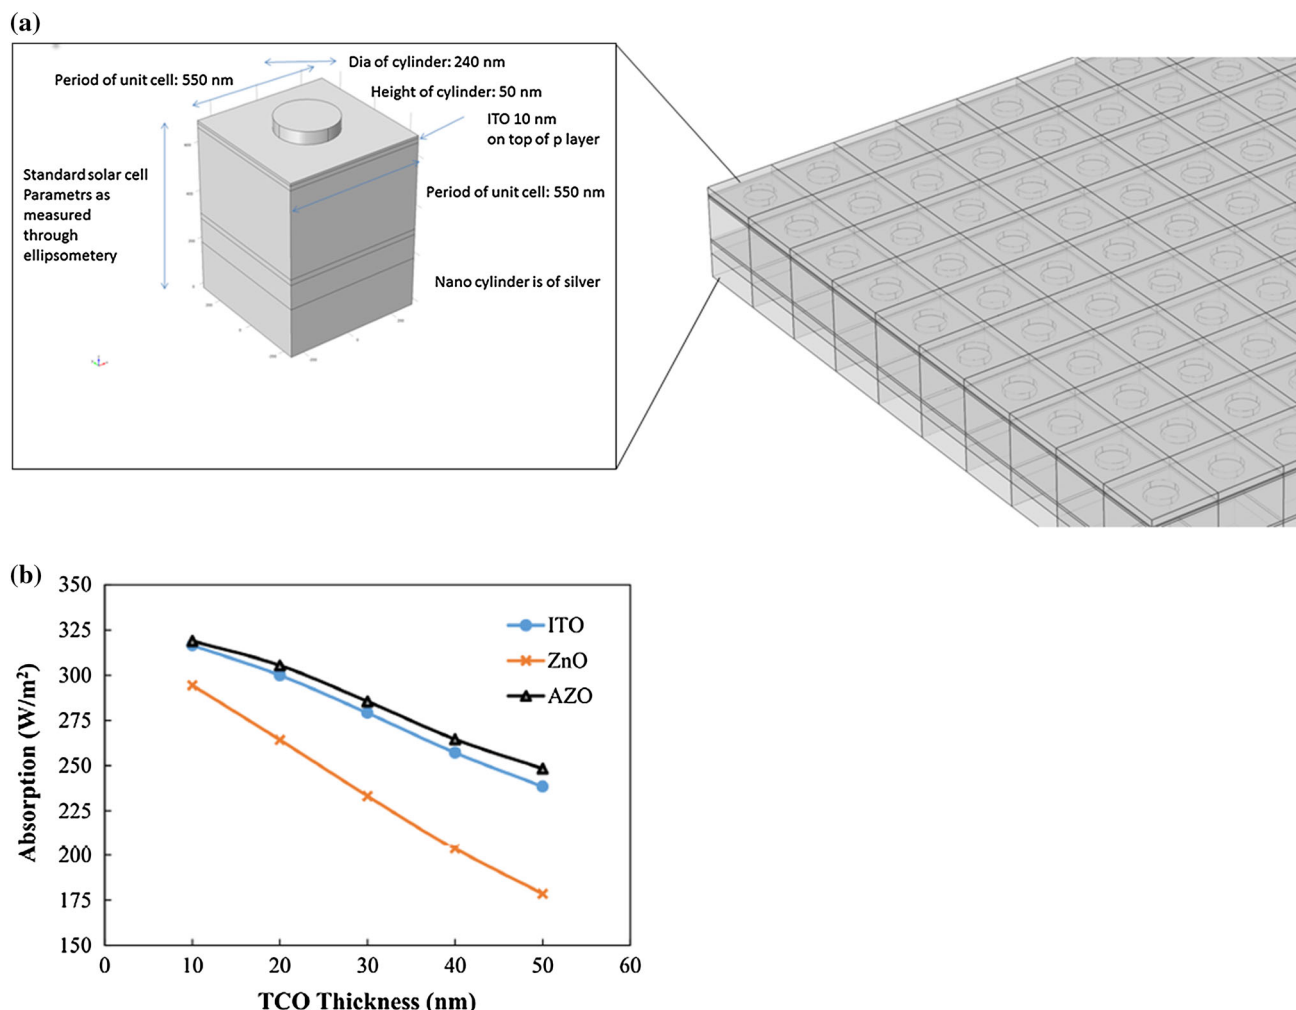 (a)
Dia of cylinder: 240 nm
Period of unit cell: 550 nm
Height of cylinder: 50 nm
ITO 10 nm
on top of p layer
Standard solar cell
Parametrs as
measured
through
ellipsometery
Period of unit cell: 550 nm
Nano cylinder is of silver
(b)
350
325
300
275
250
225
200
175
150
Absorption (W/m²)
ITO
ZnO
AZO
0 10 20 30 40 50 60
TCO Thickness (nm)